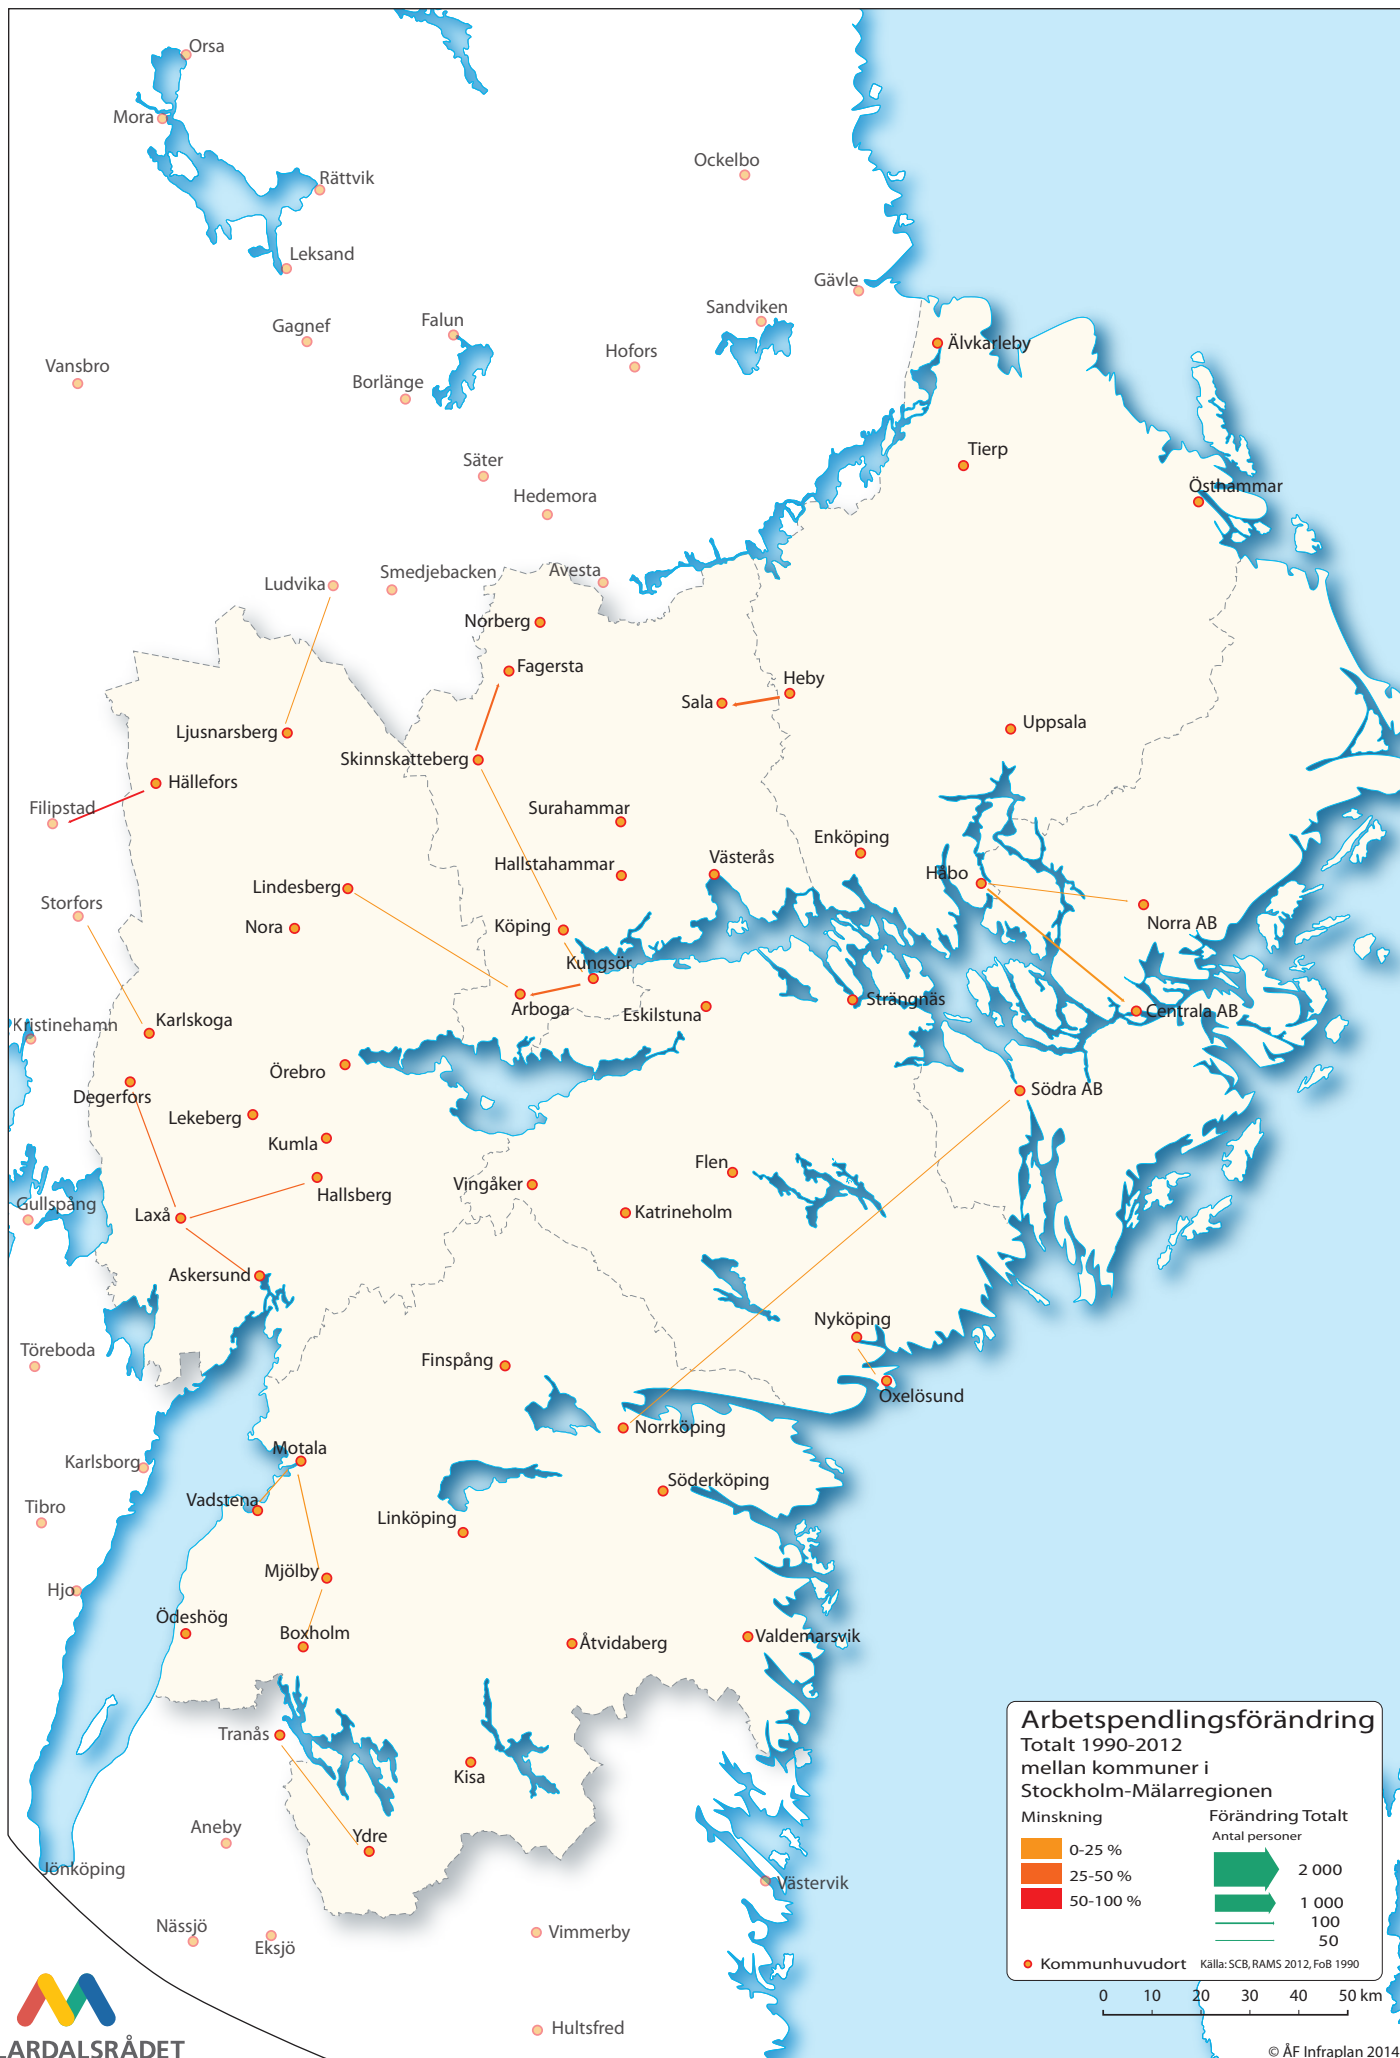 Orsa
Mora
Rättvik
Ockelbo
Leksand
Gävle
Sandviken
Falun
Gagnef
Älvkarleby
Hofors
Vansbro
Borlänge
Tierp
Säter
Östhammar
Hedemora
Avesta
Smedjebacken
Ludvika
Norberg
Fagersta
Heby
Sala
Uppsala
Ljusnarsberg
Skinnskatteberg
Hällefors
Filipstad
Surahammar
Enköping
Västerås
Hallstahammar
Håbo
Lindesberg
Storfors
Norra AB
Nora
Köping
Kungsör
Strängnäs
Arboga
Eskilstuna
Centrala AB
Karlskoga
Kristinehamn
Örebro
Södra AB
Degerfors
Lekeberg
Kumla
Flen
Vingåker
Hallsberg
Gullspång
Laxå
Katrineholm
Askersund
Nyköping
Töreboda
Finspång
Oxelösund
Norrköping
Motala
Karlsborg
Söderköping
Vadstena
Tibro
Linköping
Mjölby
Hjo
Ödeshög
Boxholm
Åtvidaberg
Valdemarsvik
Tranås
Kisa
Aneby
Ydre
Jönköping
Västervik
Nässjö
Eksjö
Vimmerby
Hultsfred
Arbetspendlingsförändring
Totalt 1990-2012
mellan kommuner i
Stockholm-Mälarregionen
Minskning
0-25 %
25-50 %
50-100 %
Förändring Totalt
Antal personer
2 000
1 000
100
50
Kommunhuvudort
Källa: SCB, RAMS 2012, FoB 1990
0 10 20 30 40 50 km
LARDALSRÅDET
© ÅF Infraplan 2014